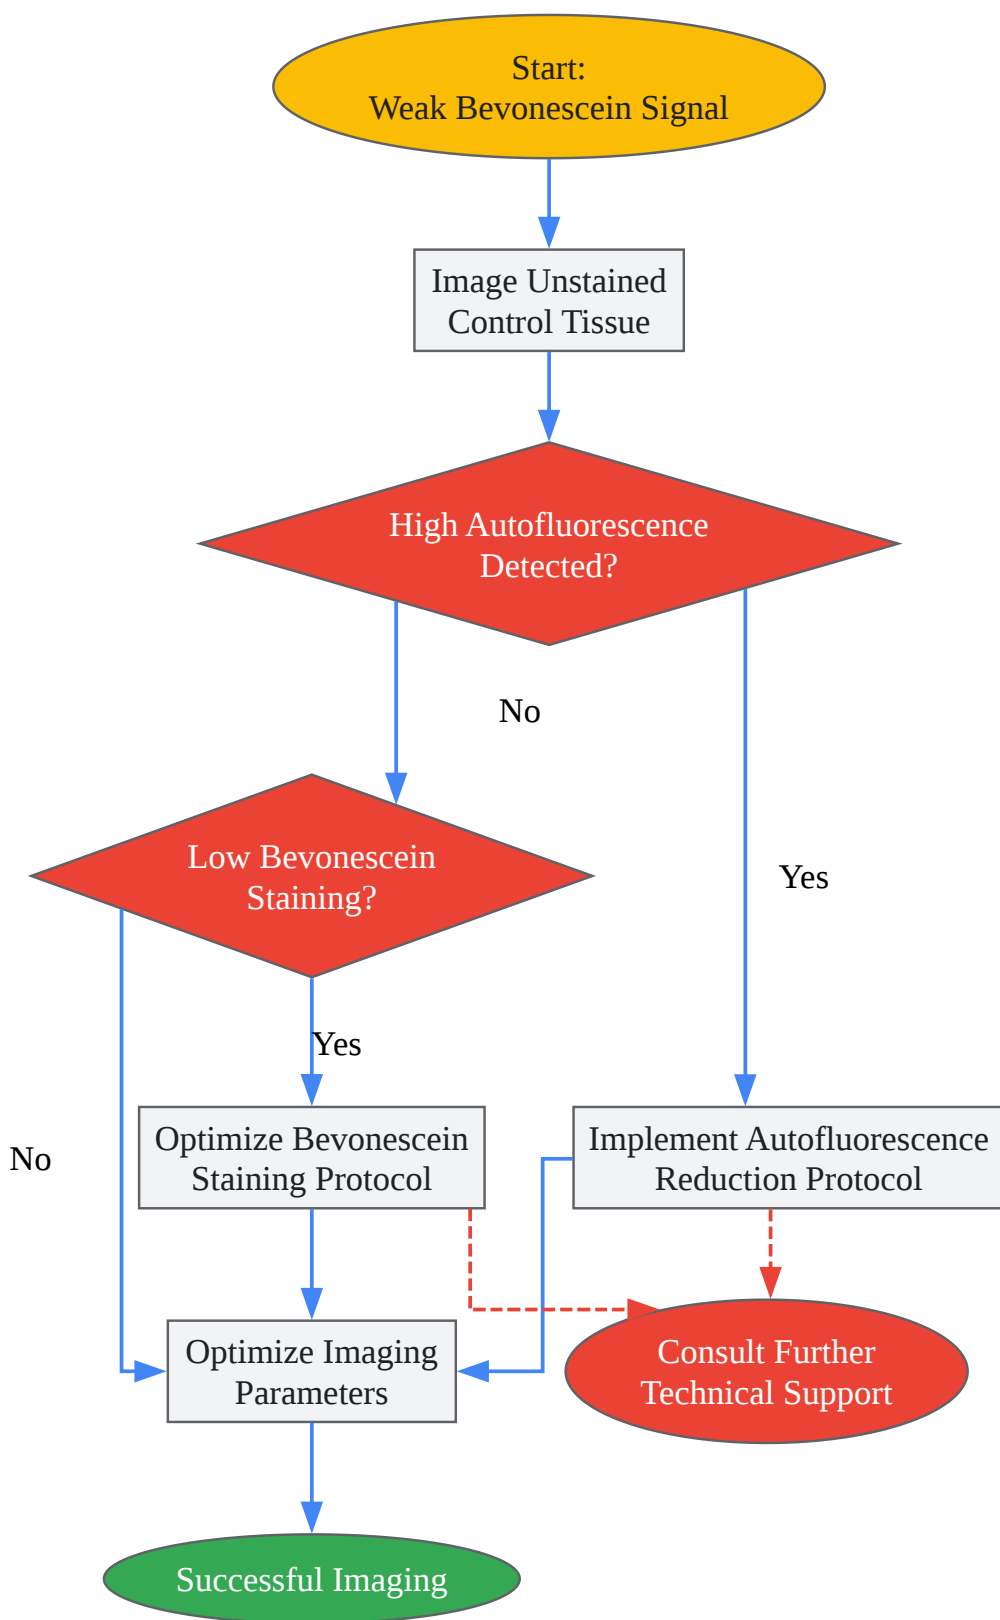 Start:
Weak Bevonescein Signal
Image Unstained
Control Tissue
High Autofluorescence
Detected?
No
Low Bevonescein
Staining?
Yes
Yes
No
Optimize Bevonescein
Staining Protocol
Implement Autofluorescence
Reduction Protocol
Optimize Imaging
Parameters
Consult Further
Technical Support
Successful Imaging